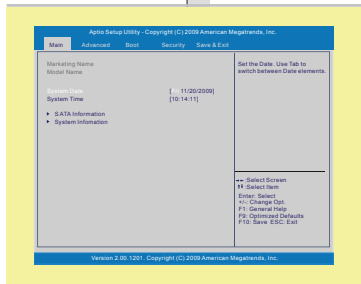 Aptio Setup Utility - Copyright (C) 2009 American Megatrends, Inc.
Main Advanced Boot Security Save & Exit
Marketing Name
Model Name
System Date [Fri 11/20/2009]
System Time [10:14:11]
SATA Information
System Infomation
Set the Date. Use Tab to
switch between Date elements.
:Select Screen
:Select Item
Enter: Select
+/-: Change Opt.
F1: General Help
F9: Optimized Defaults
F10: Save ESC: Exit
Version 2.00.1201. Copyright (C) 2009 American Megatrends, Inc.